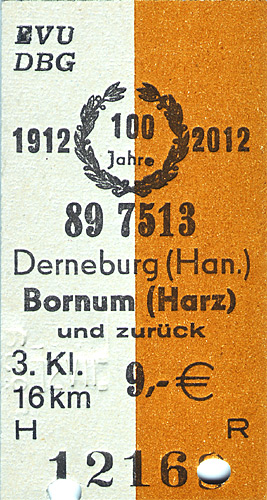 EVU
DBG
1912 100 2012
Jahre
89 7513
Derneburg (Han.)
Bornum (Harz)
und zurück
3. Kl.
16 km
9,- €
H R